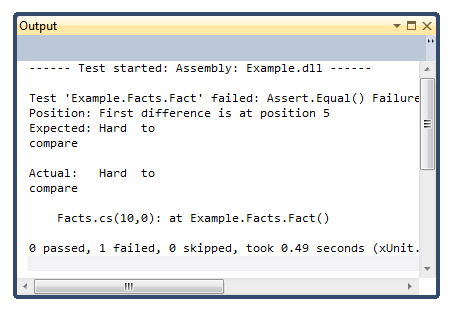 Output
------ Test started: Assembly: Example.dll ------
Test 'Example.Facts.Fact' failed: Assert.Equal() Failure
Position: First difference is at position 5
Expected: Hard  to
compare
Actual:   Hard  to
compare
    Facts.cs(10,0): at Example.Facts.Fact()
0 passed, 1 failed, 0 skipped, took 0.49 seconds (xUnit.